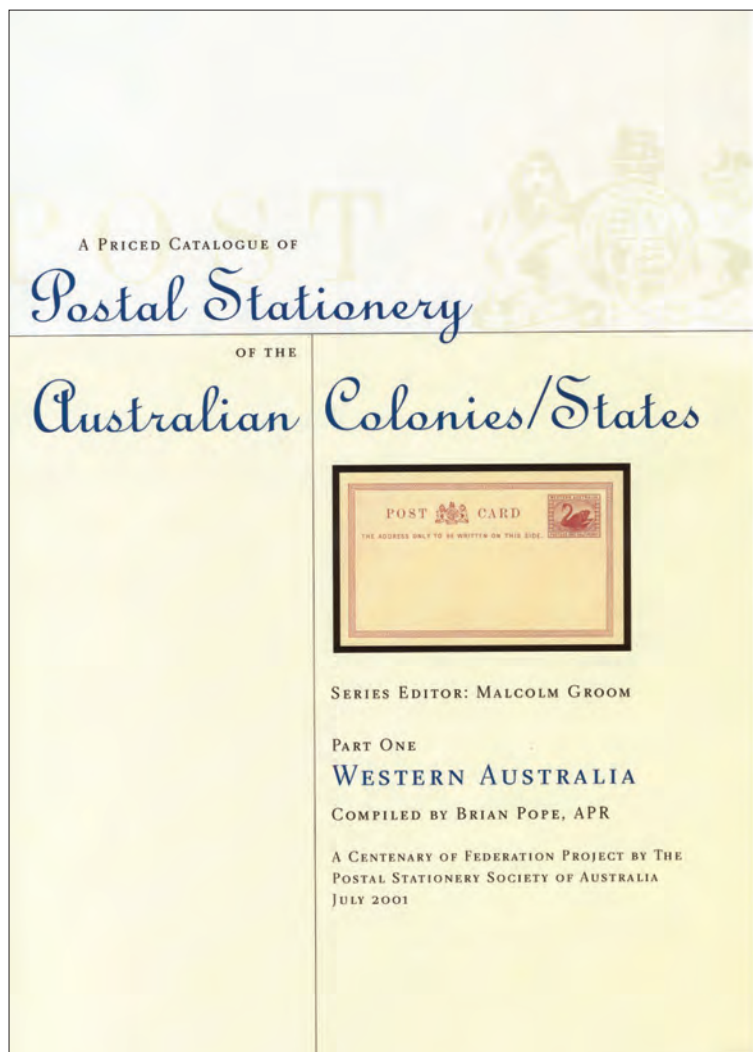 POST
A PRICED CATALOGUE OF
Postal Stationery
OF THE
Australian Colonies/States
POST CARD
THE ADDRESS ONLY TO BE WRITTEN ON THIS SIDE.
SERIES EDITOR: MALCOLM GROOM
PART ONE
WESTERN AUSTRALIA
COMPILED BY BRIAN POPE, APR
A CENTENARY OF FEDERATION PROJECT BY THE
POSTAL STATIONERY SOCIETY OF AUSTRALIA
JULY 2001